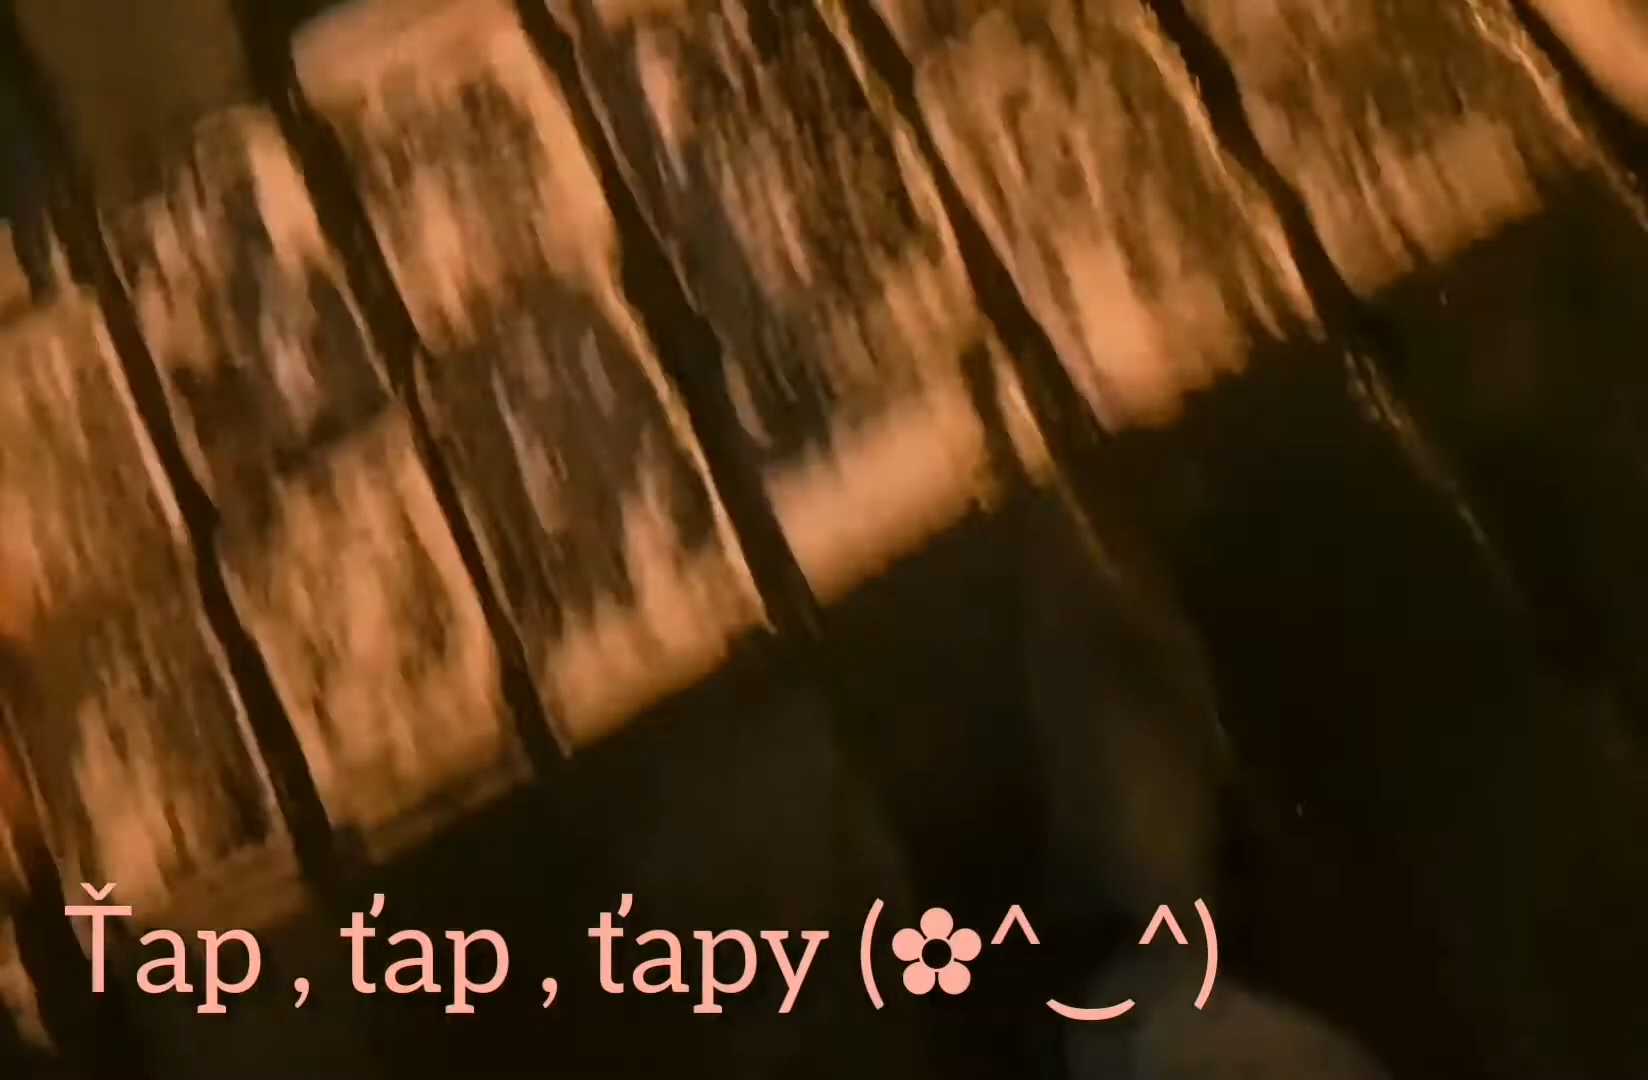 Ťap , ťap , ťapy (✿^‿^)